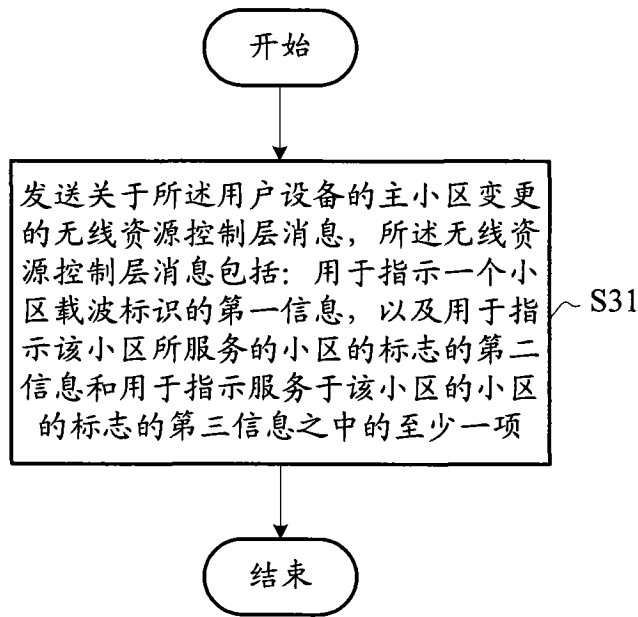 开始
发送关于所述用户设备的主小区变更
的无线资源控制层消息，所述无线资
源控制层消息包括：用于指示一个小
区载波标识的第一信息，以及用于指
示该小区所服务的小区的标志的第二
信息和用于指示服务于该小区的小区
的标志的第三信息之中的至少一项
S31
结束